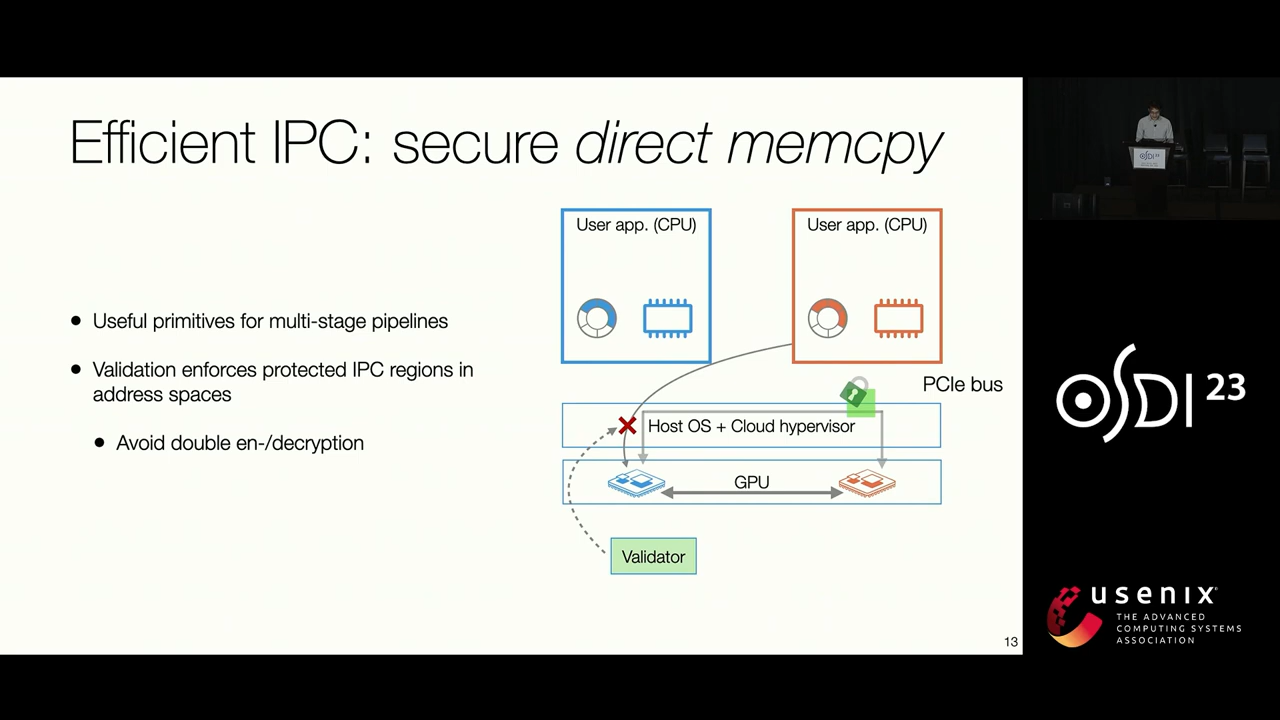 Efficient IPC: secure direct memcpy
User app. (CPU)
User app. (CPU)
● Useful primitives for multi-stage pipelines
● Validation enforces protected IPC regions in
address spaces
● Avoid double en-/decryption
PCIe bus
Host OS + Cloud hypervisor
GPU
Validator
13
OSDI
OSDI 23
usenix
THE ADVANCED
COMPUTING SYSTEMS
ASSOCIATION